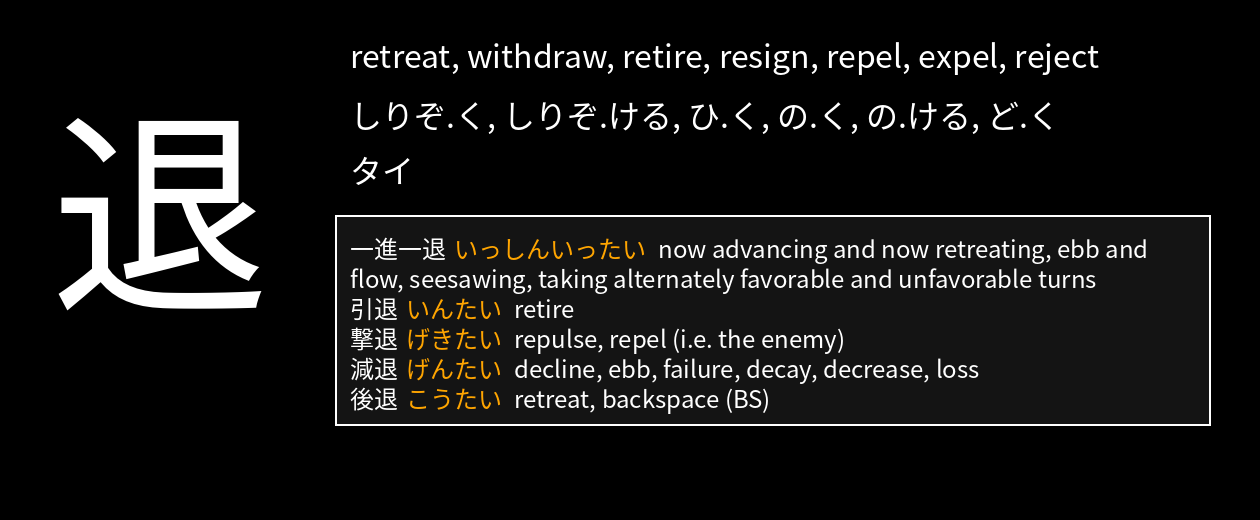 退
retreat, withdraw, retire, resign, repel, expel, reject
しりぞ.く, しりぞ.ける, ひ.く, の.く, の.ける, ど.く
タイ
一進一退 いっしんいったい now advancing and now retreating, ebb and
flow, seesawing, taking alternately favorable and unfavorable turns
引退 いんたい retire
撃退 げきたい repulse, repel (i.e. the enemy)
減退 げんたい decline, ebb, failure, decay, decrease, loss
後退 こうたい retreat, backspace (BS)